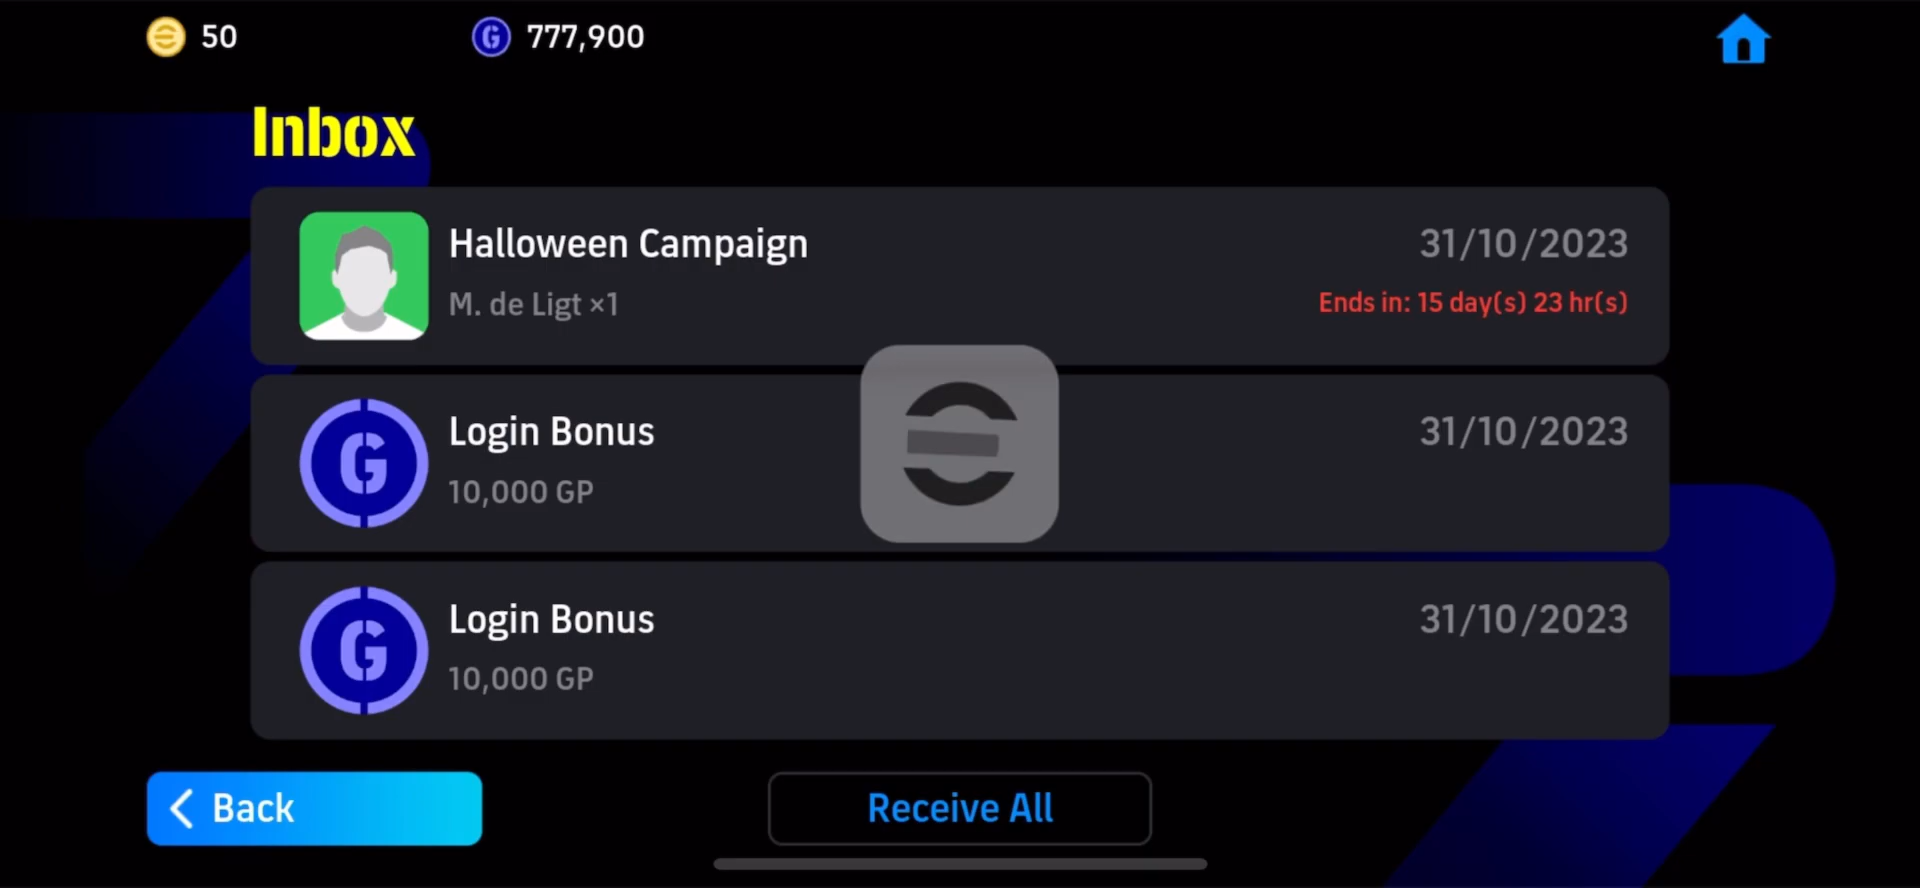 50
777,900
Inbox
Halloween Campaign
31/10/2023
M. de Ligt ×1
Ends in: 15 day(s) 23 hr(s)
Login Bonus
31/10/2023
10,000 GP
Login Bonus
31/10/2023
10,000 GP
Back
Receive All